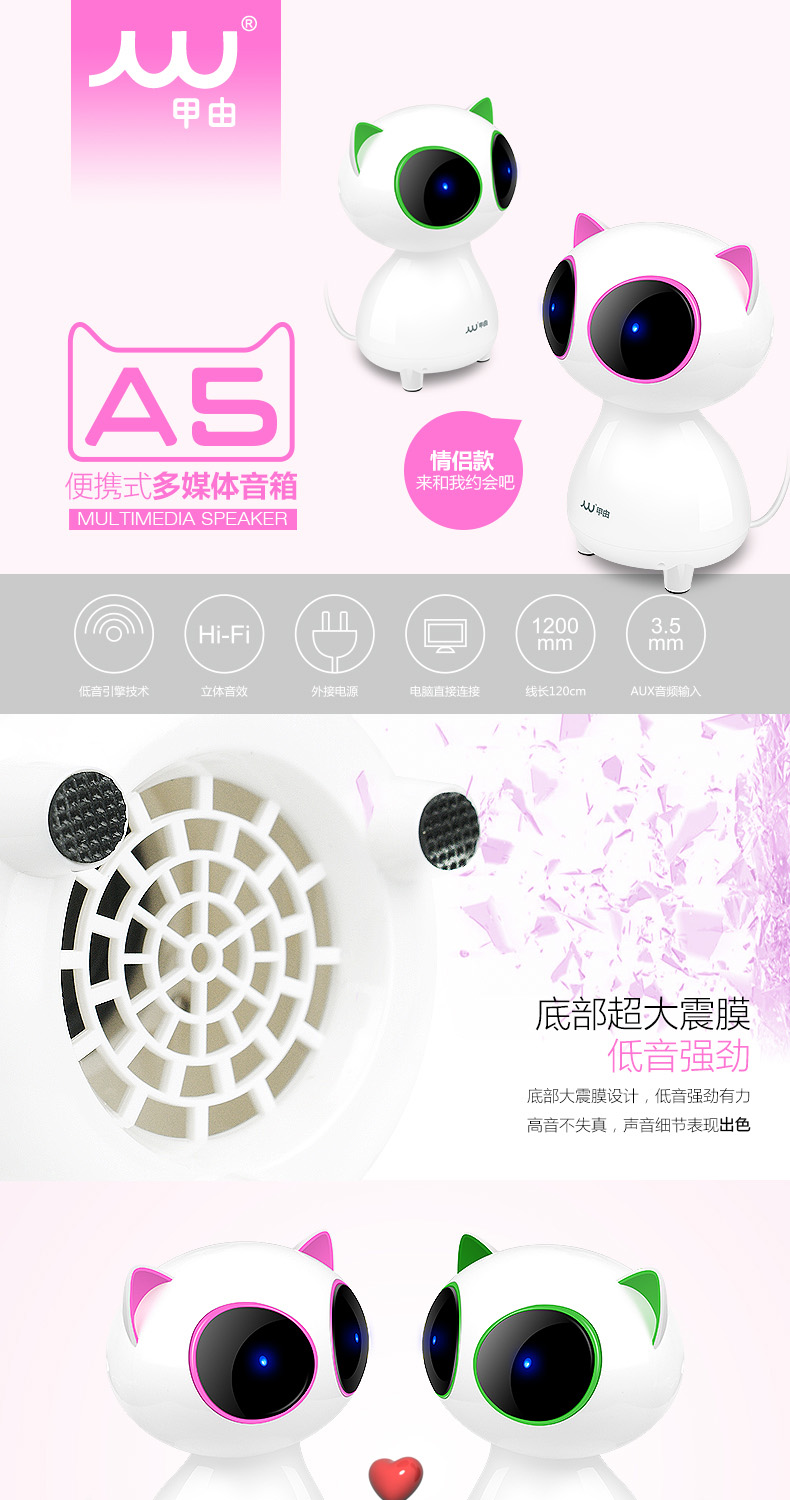 ®
甲由
甲由
A5
便携式多媒体音箱
MULTIMEDIA SPEAKER
情侣款
来和我约会吧
甲由
Hi-Fi
1200
mm
3.5
mm
低音引擎技术
立体音效
外接电源
电脑直接连接
线长120cm
AUX音频输入
底部超大震膜
低音强劲
底部大震膜设计，低音强劲有力
高音不失真，声音细节表现出色